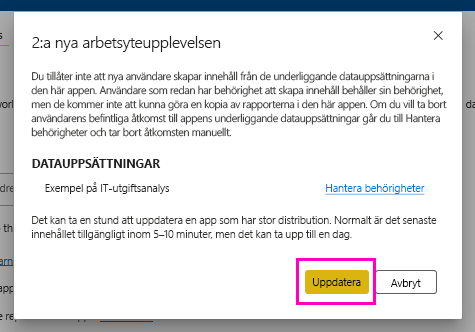 2:a nya arbetsyteupplevelsen
Du tillåter inte att nya användare skapar innehåll från de underliggande datauppsättningarna i
den här appen. Användare som redan har behörighet att skapa innehåll behåller sin behörighet,
men de kommer inte att kunna göra en kopia av rapporterna i den här appen. Om du vill ta bort
användarens befintliga åtkomst till appens underliggande datauppsättningar går du till Hantera
behörigheter och tar bort åtkomsten manuellt.
DATAUPPSÄTTNINGAR
Exempel på IT-utgiftsanalys
Hantera behörigheter
Det kan ta en stund att uppdatera en app som har stor distribution. Normalt är det senaste
innehållet tillgängligt inom 5–10 minuter, men det kan ta upp till en dag.
Uppdatera
Avbryt